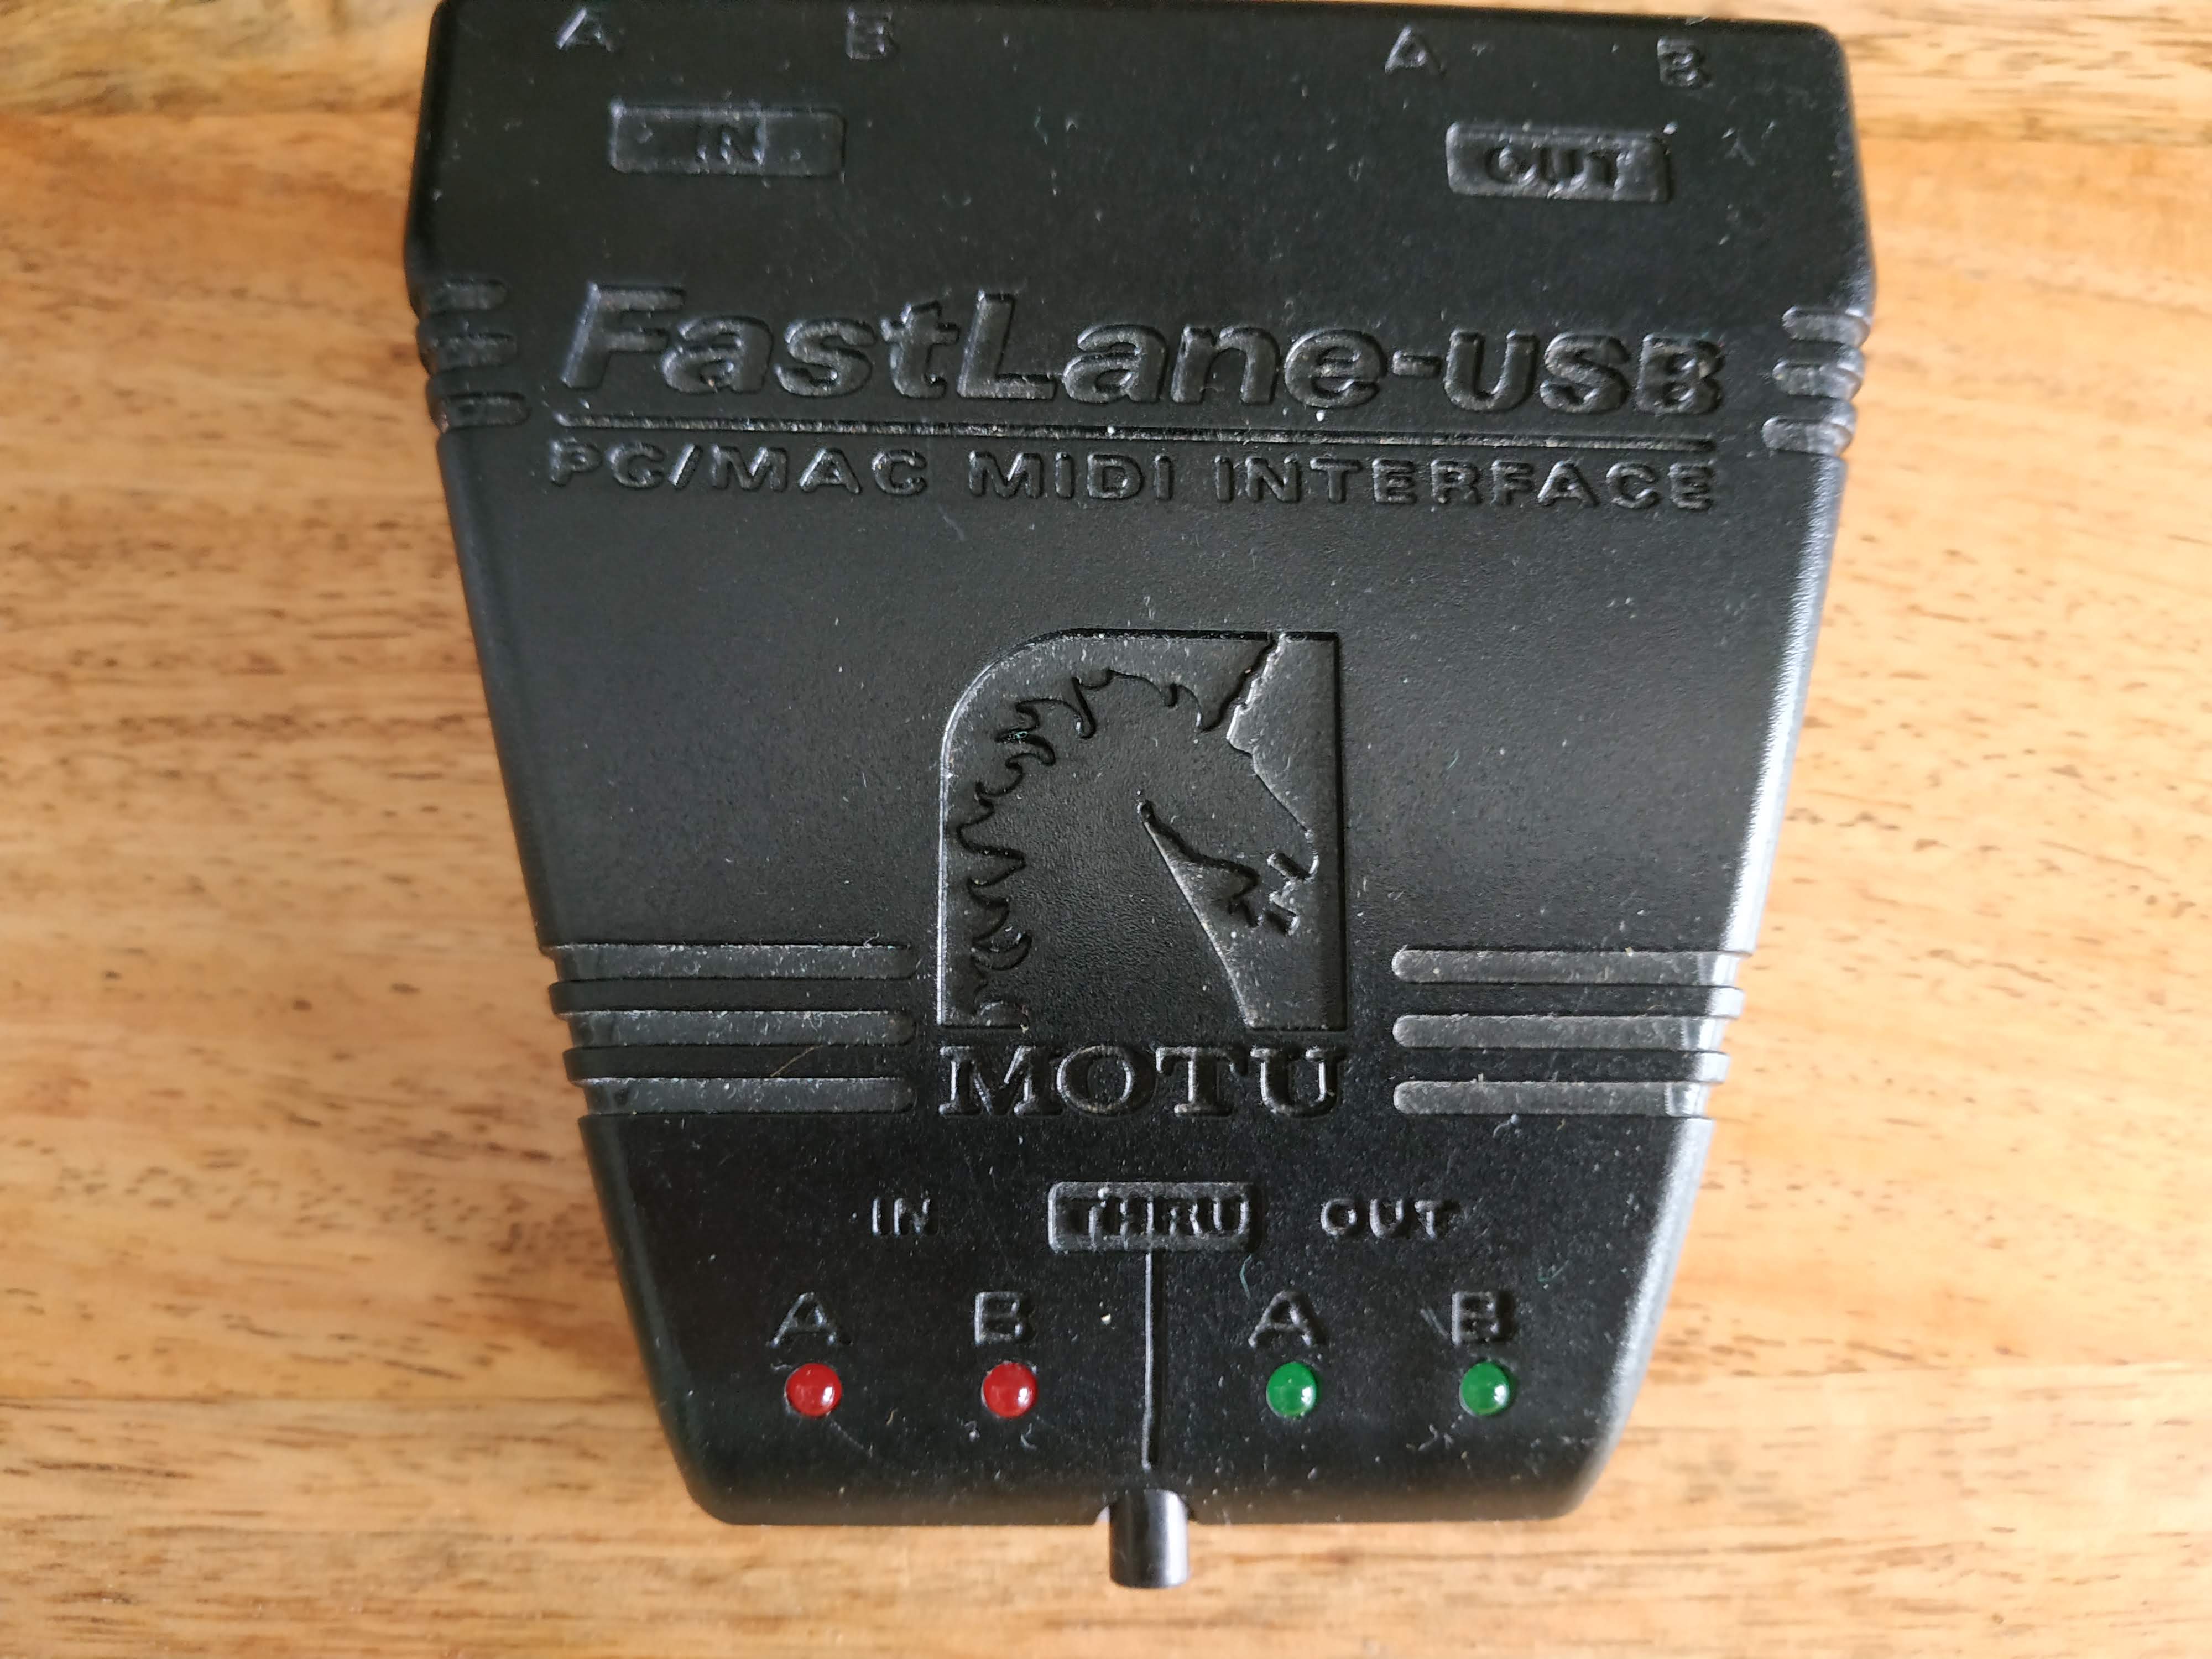 A B A B
IN OUT
FastLane-USB
PC/MAC MIDI INTERFACE
MOTU
IN THRU OUT
A B A B